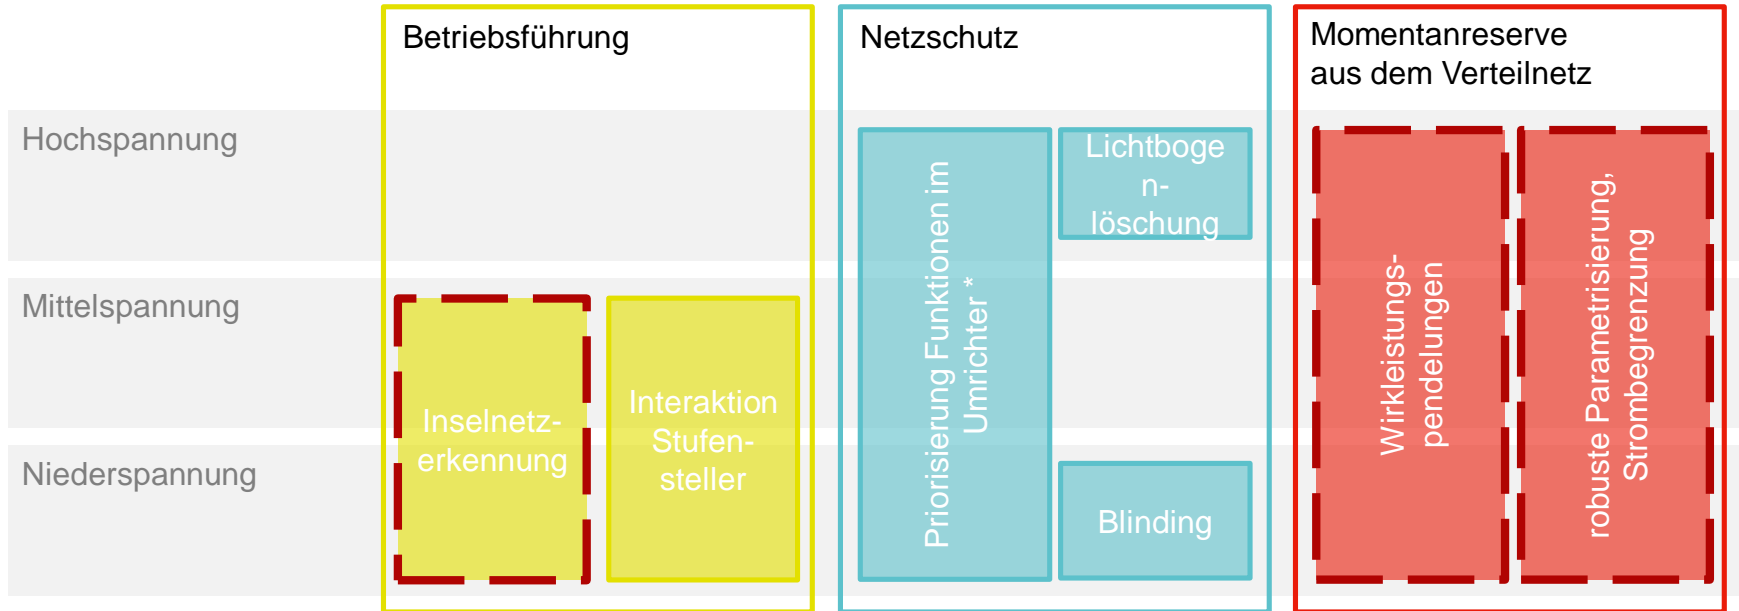 Betriebsführung
Netzschutz
Momentanreserve
aus dem Verteilnetz
Hochspannung
Mittelspannung
Niederspannung
Inselnetz-
erkennung
Interaktion
Stufen-
steller
Priorisierung Funktionen im
Umrichter *
Lichtboge
n-
löschung
Blinding
Wirkleistungs-
pendelungen
robuste Parametrisierung,
Strombegrenzung